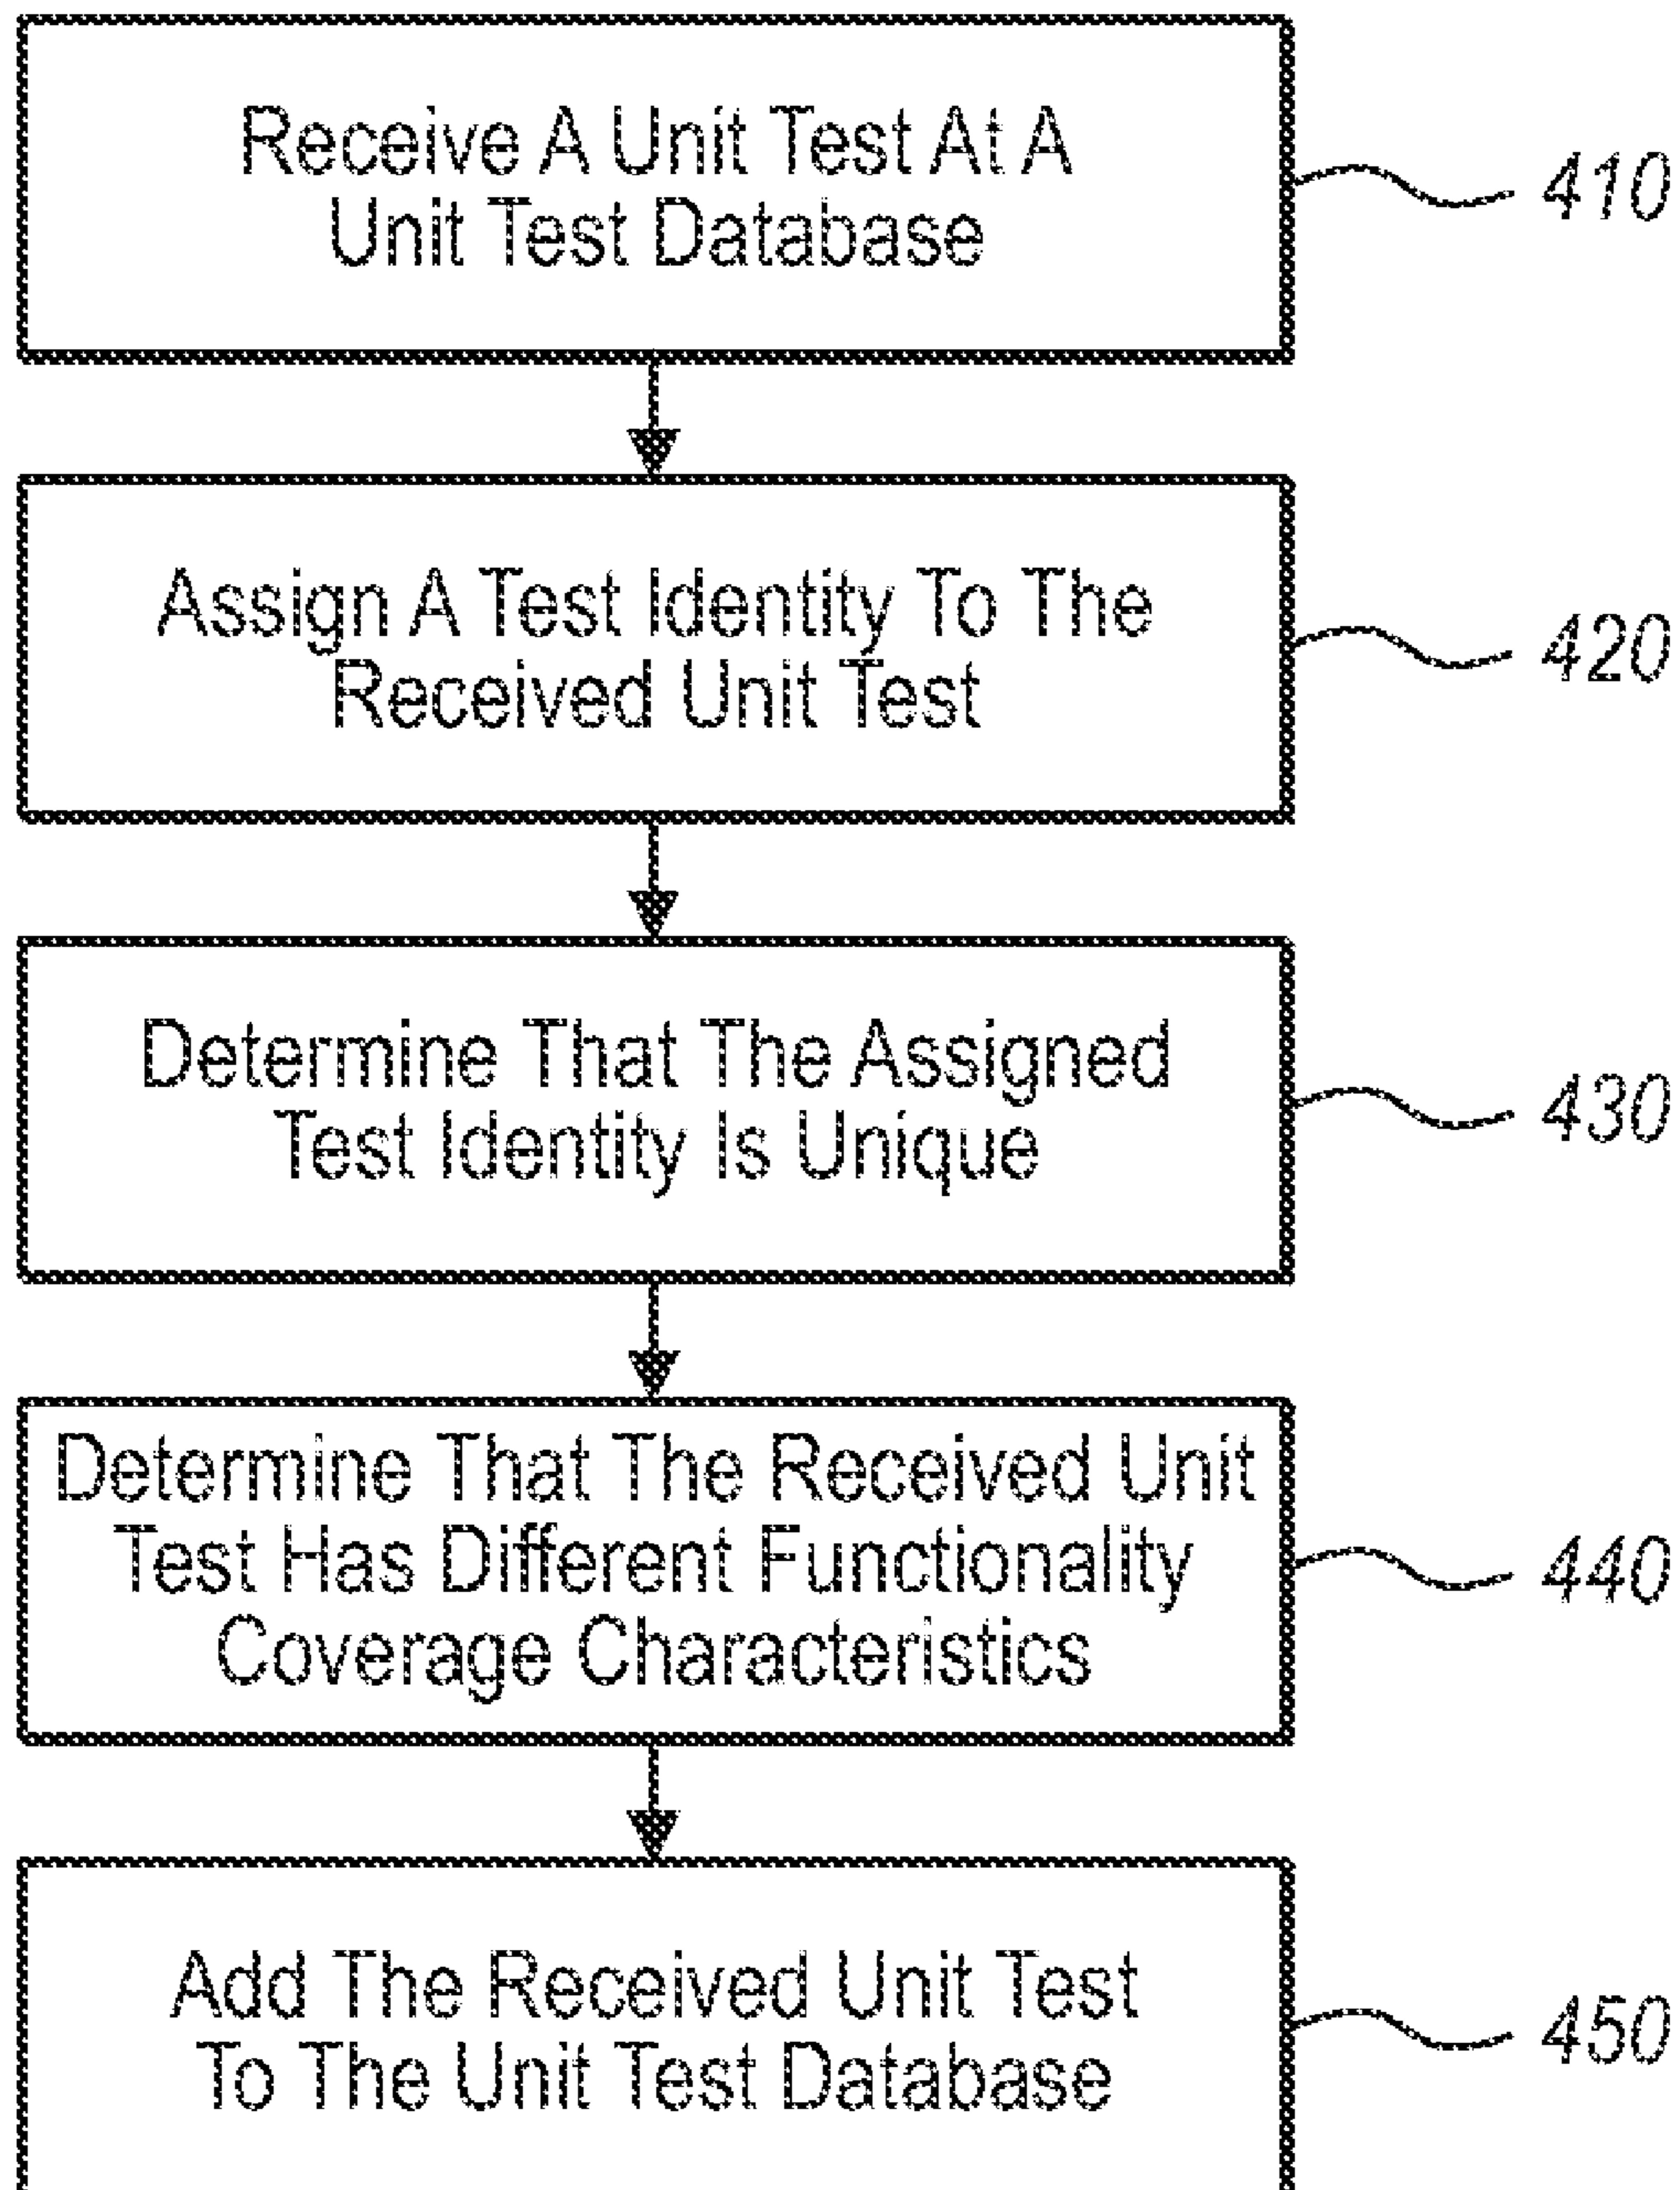 Receive A Unit Test At A
Unit Test Database
410
Assign A Test Identity To The
Received Unit Test
420
Determine That The Assigned
Test Identity Is Unique
430
Determine That The Received Unit
Test Has Different Functionality
Coverage Characteristics
440
Add The Received Unit Test
To The Unit Test Database
450